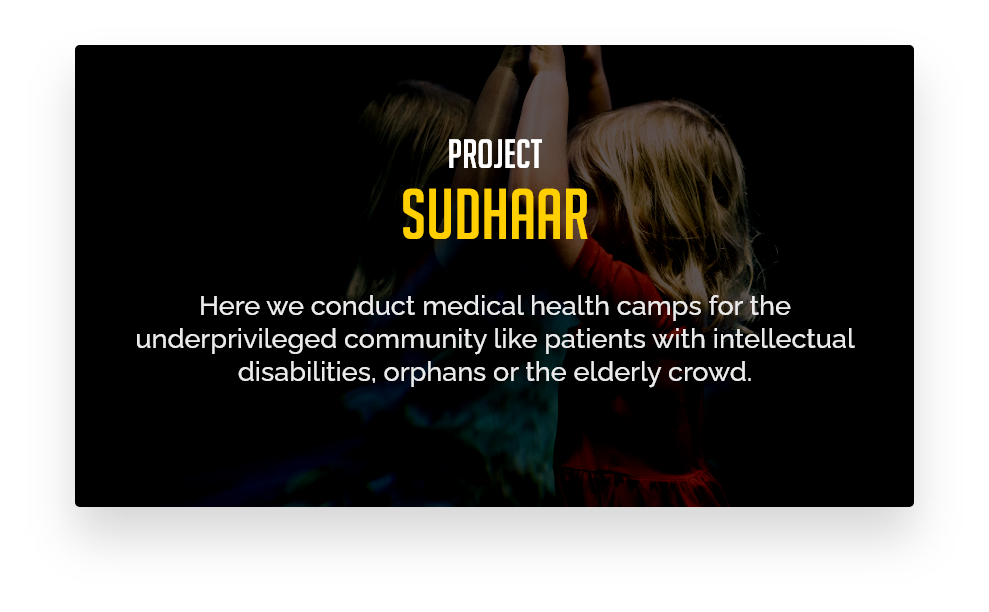 PROJECT
SUDHAAR
Here we conduct medical health camps for the
underprivileged community like patients with intellectual
disabilities, orphans or the elderly crowd.